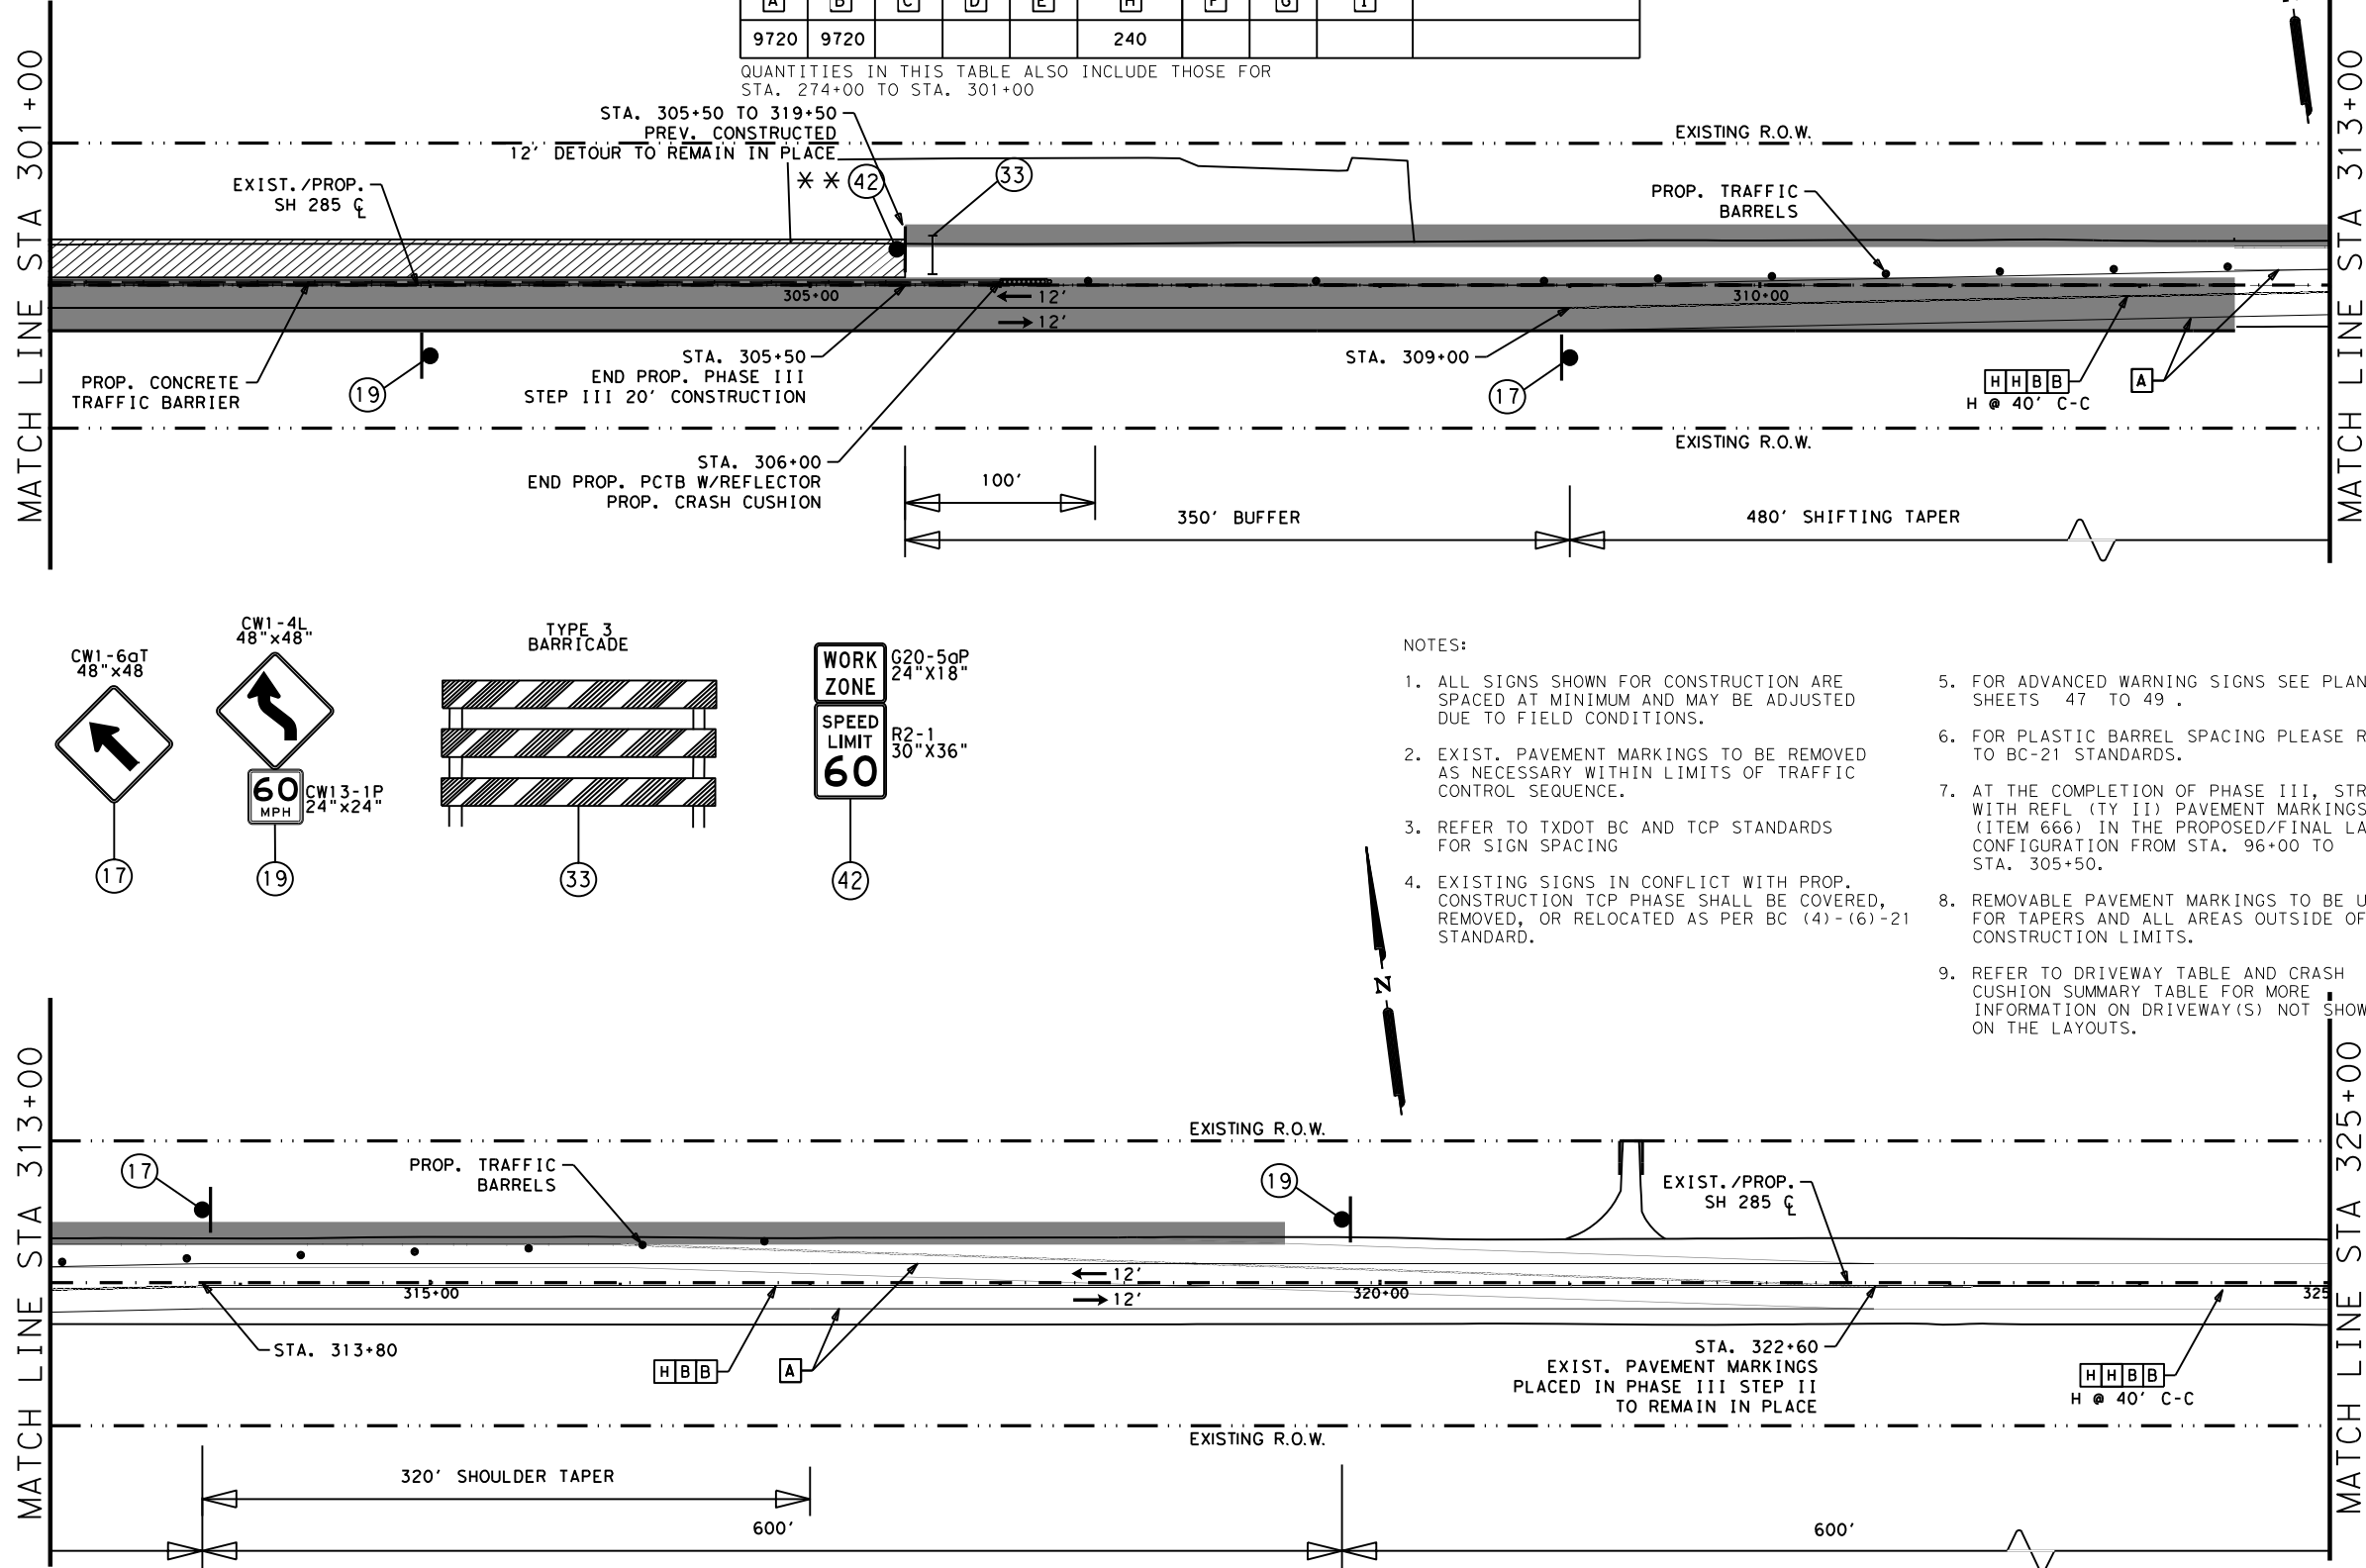 A B C D E H F G I
9720 9720 240
QUANTITIES IN THIS TABLE ALSO INCLUDE THOSE FOR
STA. 274+00 TO STA. 301+00
MATCH LINE STA 301+00
MATCH LINE STA 313+00
STA. 305+50 TO 319+50
PREV. CONSTRUCTED
12' DETOUR TO REMAIN IN PLACE
** 42
33
EXISTING R.O.W.
EXIST./PROP.
SH 285 ℄
PROP. TRAFFIC
BARRELS
305+00
310+00
12'
12'
STA. 305+50
END PROP. PHASE III
STEP III 20' CONSTRUCTION
STA. 309+00
PROP. CONCRETE
TRAFFIC BARRIER
19
17
HHBB
H @ 40' C-C
A
EXISTING R.O.W.
STA. 306+00
END PROP. PCTB W/REFLECTOR
PROP. CRASH CUSHION
100'
350' BUFFER
480' SHIFTING TAPER
CW1-6aT
48"x48
17
CW1-4L
48"x48"
60
MPH
CW13-1P
24"x24"
19
TYPE 3
BARRICADE
33
WORK
ZONE
G20-5aP
24"X18"
SPEED
LIMIT
60
R2-1
30"X36"
42
NOTES:
1. ALL SIGNS SHOWN FOR CONSTRUCTION ARE
SPACED AT MINIMUM AND MAY BE ADJUSTED
DUE TO FIELD CONDITIONS.
2. EXIST. PAVEMENT MARKINGS TO BE REMOVED
AS NECESSARY WITHIN LIMITS OF TRAFFIC
CONTROL SEQUENCE.
3. REFER TO TXDOT BC AND TCP STANDARDS
FOR SIGN SPACING
4. EXISTING SIGNS IN CONFLICT WITH PROP.
CONSTRUCTION TCP PHASE SHALL BE COVERED,
REMOVED, OR RELOCATED AS PER BC (4)-(6)-21
STANDARD.
5. FOR ADVANCED WARNING SIGNS SEE PLAN
SHEETS 47 TO 49 .
6. FOR PLASTIC BARREL SPACING PLEASE R
TO BC-21 STANDARDS.
7. AT THE COMPLETION OF PHASE III, STR
WITH REFL (TY II) PAVEMENT MARKINGS
(ITEM 666) IN THE PROPOSED/FINAL LA
CONFIGURATION FROM STA. 96+00 TO
STA. 305+50.
8. REMOVABLE PAVEMENT MARKINGS TO BE U
FOR TAPERS AND ALL AREAS OUTSIDE OF
CONSTRUCTION LIMITS.
9. REFER TO DRIVEWAY TABLE AND CRASH
CUSHION SUMMARY TABLE FOR MORE
INFORMATION ON DRIVEWAY(S) NOT SHOW
ON THE LAYOUTS.
N
MATCH LINE STA 313+00
MATCH LINE STA 325+00
EXISTING R.O.W.
17
PROP. TRAFFIC
BARRELS
19
EXIST./PROP.
SH 285 ℄
315+00
320+00
325
12'
12'
STA. 313+80
HBB
A
STA. 322+60
EXIST. PAVEMENT MARKINGS
PLACED IN PHASE III STEP II
TO REMAIN IN PLACE
HHBB
H @ 40' C-C
EXISTING R.O.W.
320' SHOULDER TAPER
600'
600'